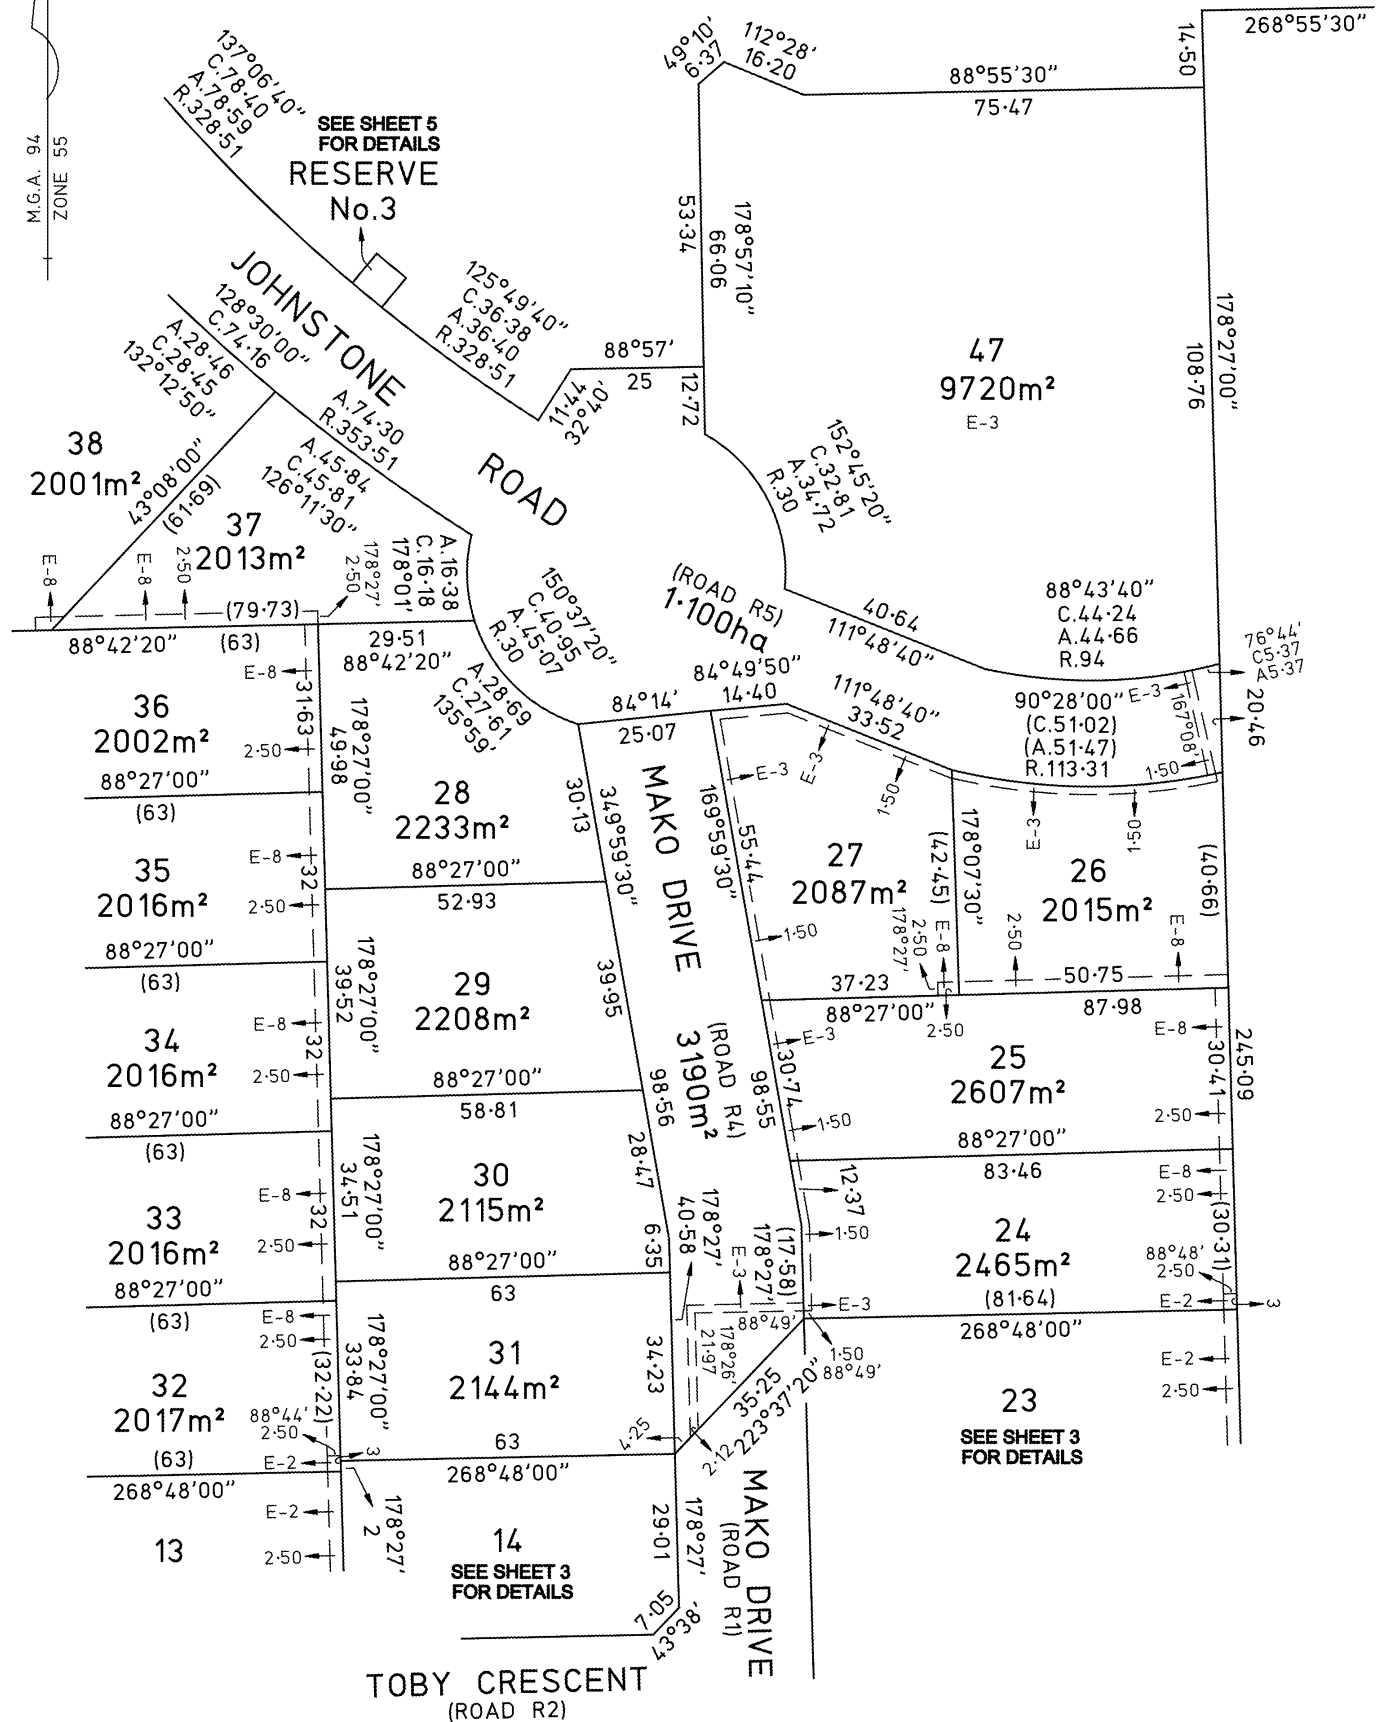 268°55'30"
14·50
112°28'
16·20
49°10'
6·37
88°55'30"
75·47
137°06'40"
C.78·40
A.78·59
R.328·51
SEE SHEET 5
FOR DETAILS
RESERVE
No.3
M.G.A. 94
ZONE 55
53·34
178°57'10"
66·06
JOHNSTONE
ROAD
125°49'40"
C.36·38
A.36·40
R.328·51
128°30'00"
C.74·16
A.74·30
R.353·51
A.28·46
C.28·45
132°12'50"
88°57'
25
11·44
32°40'
12·72
47
9720m²
E-3
178°27'00"
108·76
38
2001m²
43°08'00"
(61·69)
A.45·84
C.45·81
126°11'30"
152°45'20"
C.32·81
A.34·72
R.30
37
2013m²
E-8
E-8
2·50
178°27'
2·50
A.16·38
C.16·18
178°01'
(79·73)
88°42'20"
(63)
29·51
88°42'20"
150°37'20"
C.40·95
A.45·07
R.30
(ROAD R5)
1·100ha
40·64
111°48'40"
88°43'40"
C.44·24
A.44·66
R.94
76°44'
C5·37
A5·37
20·46
84°49'50"
14·40
111°48'40"
33·52
90°28'00"
(C.51·02)
(A.51·47)
R.113·31
E-3
167°08'
1·50
A.28·69
C.27·61
135°59'
84°14'
25·07
36
2002m²
E-8
31·63
2·50
178°27'00"
49·98
88°27'00"
(63)
28
2233m²
30·13
349°59'30"
MAKO DRIVE
169°59'30"
55·44
E-3
E-3
1·50
88°27'00"
52·93
27
2087m²
(42·45)
178°07'30"
E-3
1·50
26
2015m²
(40·66)
1·50
E-8
2·50
178°27'
2·50
E-8
35
2016m²
E-8
32
2·50
88°27'00"
(63)
178°27'00"
39·52
29
2208m²
39·95
37·23
88°27'00"
50·75
87·98
2·50
34
2016m²
E-8
32
2·50
88°27'00"
(63)
88°27'00"
58·81
98·56
(ROAD R4)
3190m²
E-3
30·74
98·55
1·50
25
2607m²
E-8
30·41
2·50
245·09
88°27'00"
83·46
33
2016m²
E-8
32
2·50
88°27'00"
(63)
178°27'00"
34·51
30
2115m²
28·47
6·35
88°27'00"
63
178°27'
40·58
E-3
178°27'
(17·58)
12·37
1·50
E-3
24
2465m²
(81·64)
E-8
2·50
(30·31)
88°48'
2·50
E-2
3
268°48'00"
32
2017m²
(63)
E-8
2·50
(32·22)
88°44'
2·50
E-2
268°48'00"
178°27'00"
33·84
3
31
2144m²
34·23
63
268°48'00"
88°49'
178°26'
21·97
4·25
2·12
35·25
223°37'20"
1·50
88°49'
23
SEE SHEET 3
FOR DETAILS
E-2
2·50
13
E-2
2·50
2
178°27'
14
SEE SHEET 3
FOR DETAILS
29·01
178°27'
7·05
43°38'
MAKO DRIVE
(ROAD R1)
TOBY CRESCENT
(ROAD R2)